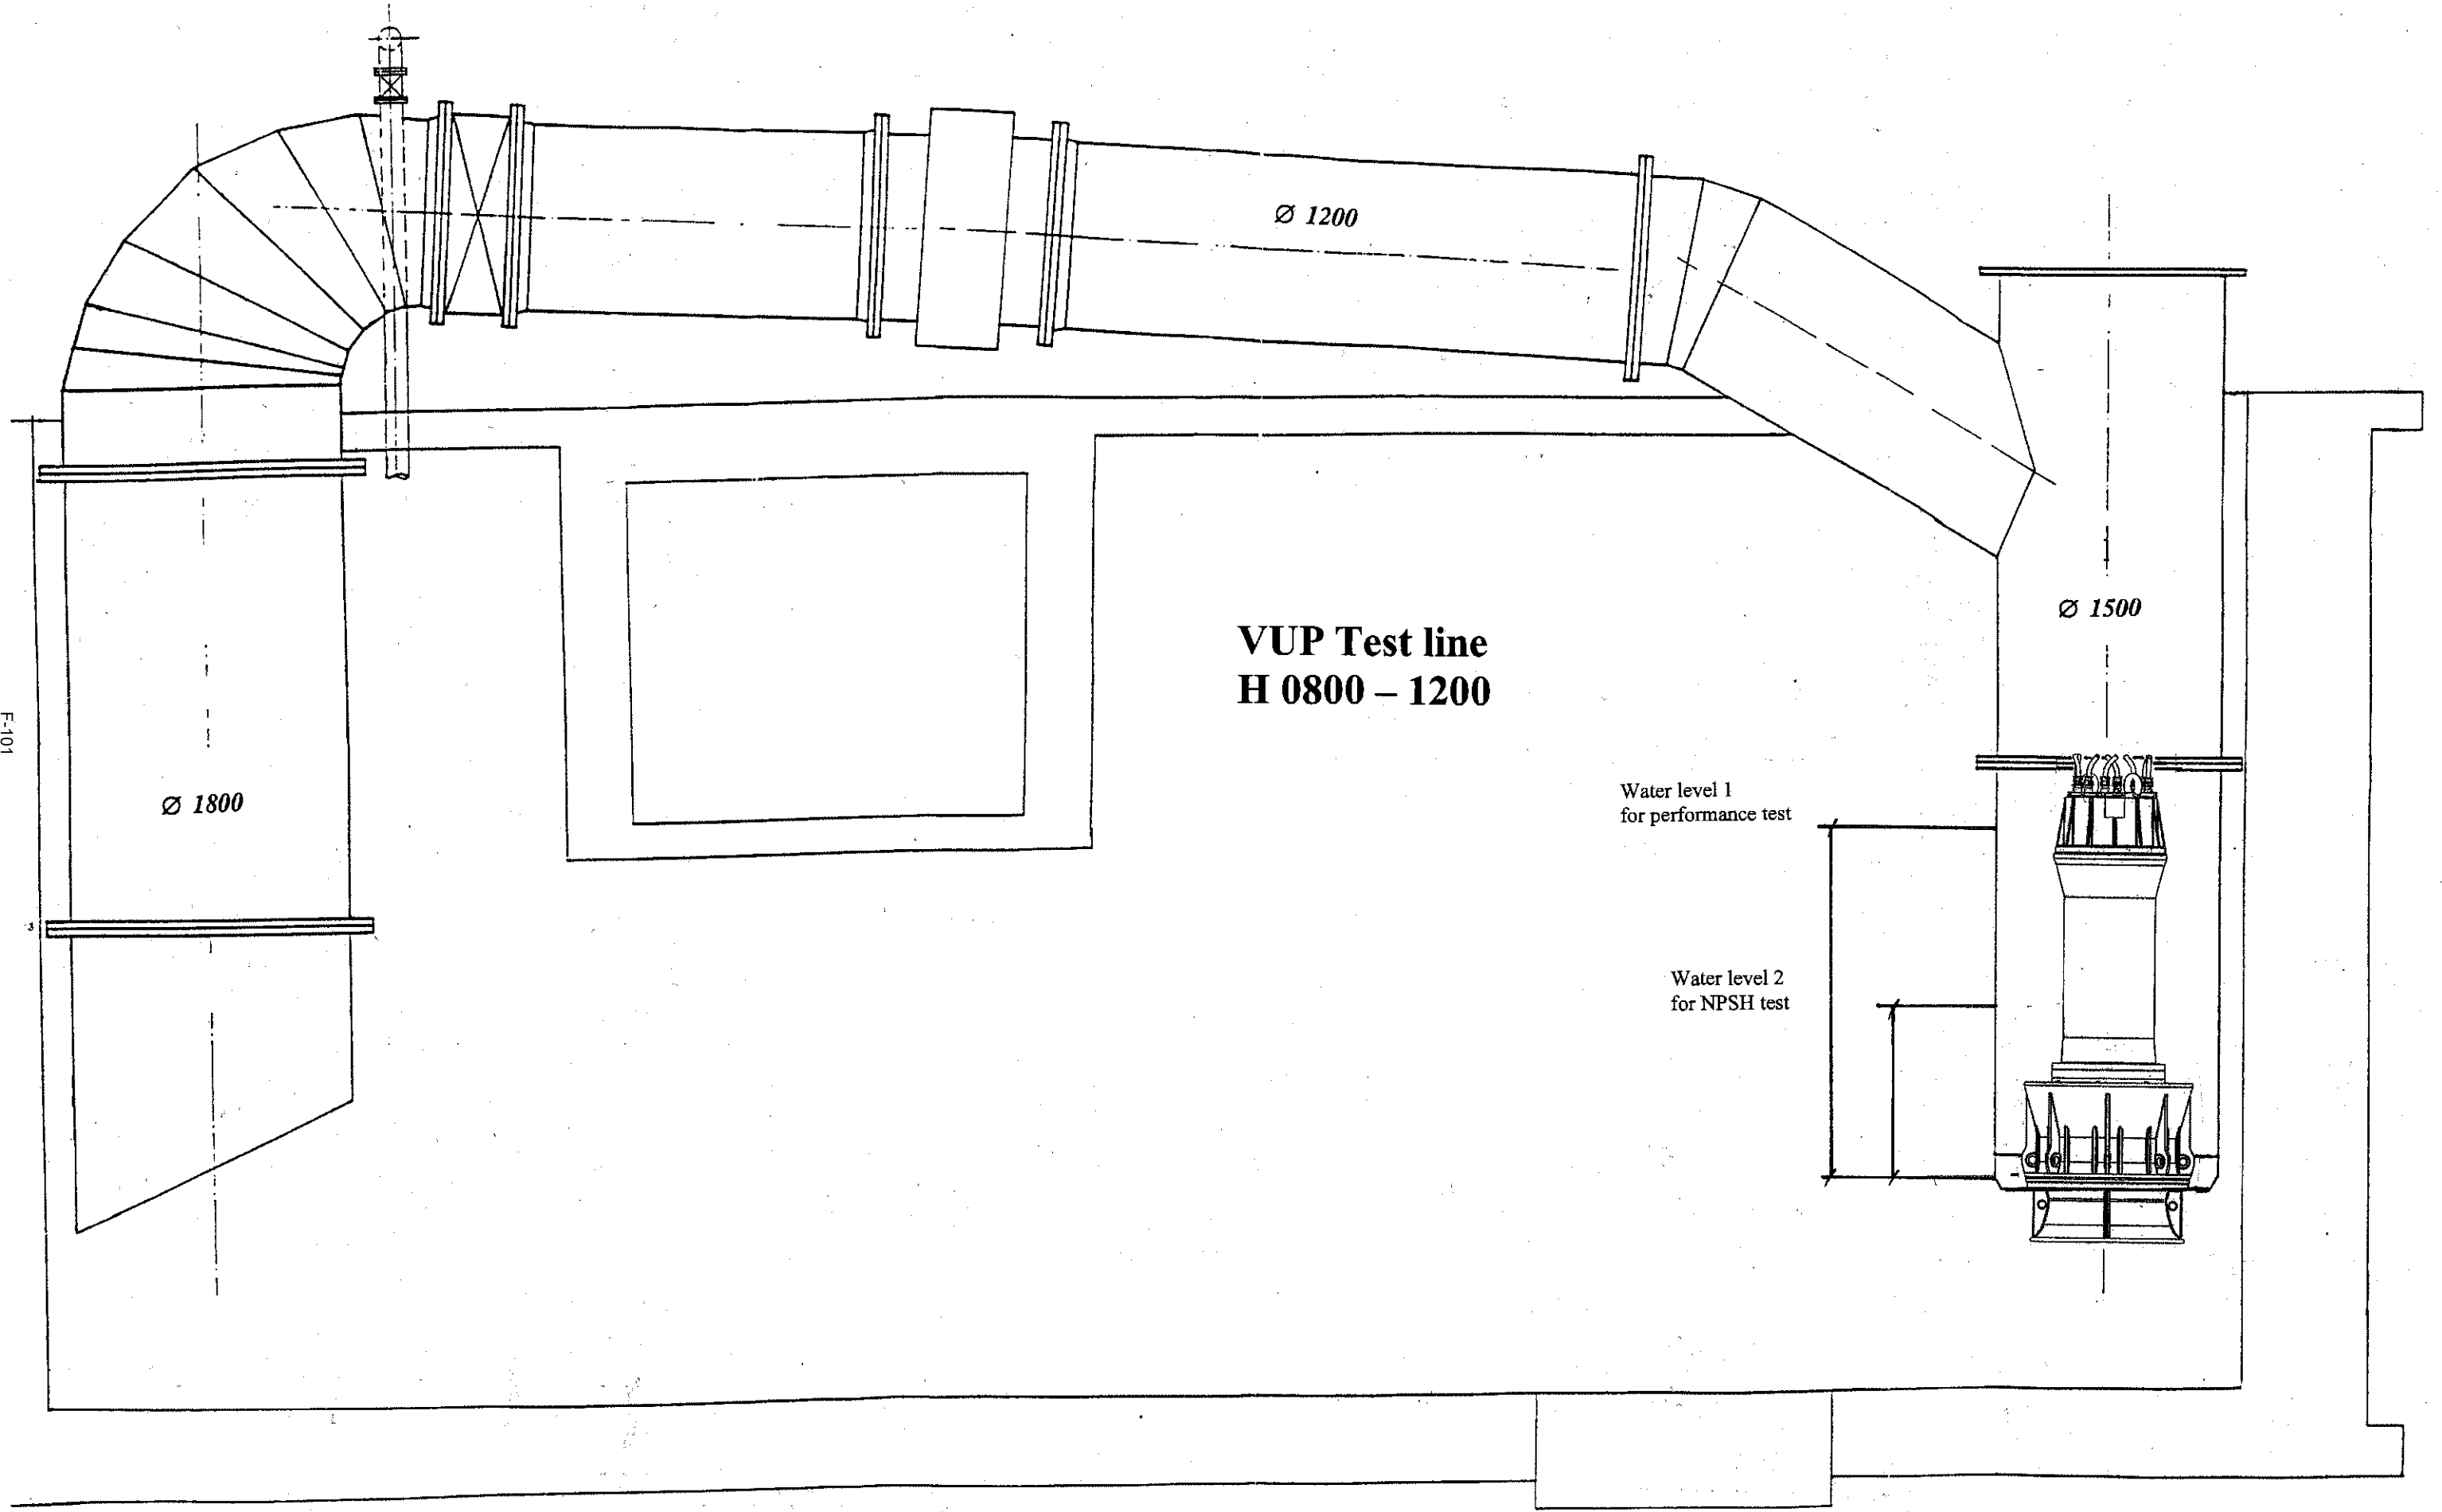 Ø 1200
Ø 1500
VUP Test line
H 0800 – 1200
F-101
Water level 1
for performance test
Ø 1800
3
Water level 2
for NPSH test